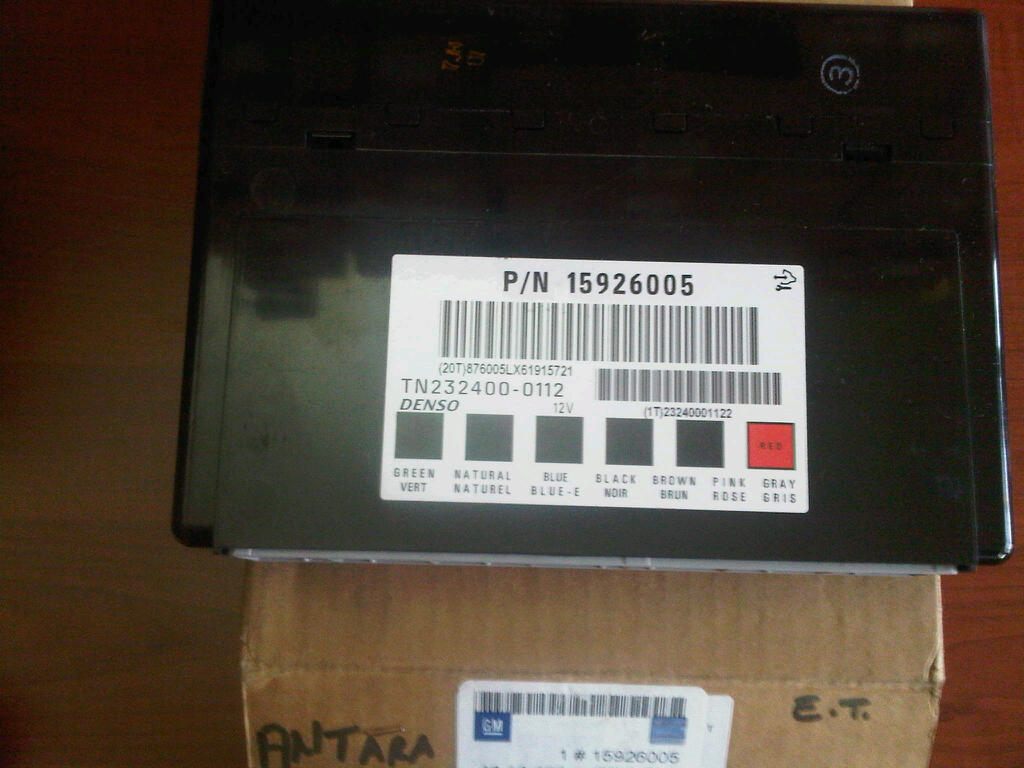 3
P/N 15926005
(20T)876005LX61915721
TN232400-0112
DENSO 12V
(1T)23240001122
RED
GREEN NATURAL BLUE BLACK BROWN PINK GRAY
VERT NATUREL BLUE-E NOIR BRUN ROSE GRIS
E.T.
GM
ANTARA
1 # 15926005